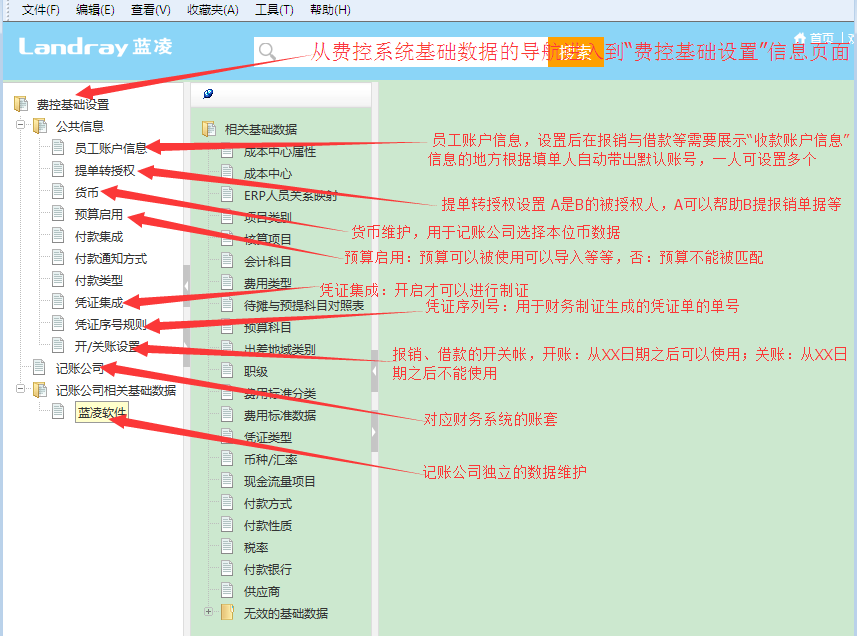 文件(F) 编辑(E) 查看(V) 收藏夹(A) 工具(T) 帮助(H)
Landray 蓝凌
搜索
首页
从费控系统基础数据的导航进入到“费控基础设置”信息页面
费控基础设置
公共信息
员工账户信息
提单转授权
货币
预算启用
付款集成
付款通知方式
付款类型
凭证集成
凭证序号规则
开/关账设置
记账公司
记账公司相关基础数据
蓝凌软件
相关基础数据
成本中心属性
成本中心
ERP人员关系映射
项目类别
核算项目
会计科目
费用类型
待摊与预提科目对照表
预算科目
出差地域类别
职级
费用标准分类
费用标准数据
凭证类型
币种/汇率
现金流量项目
付款方式
付款性质
税率
付款银行
供应商
无效的基础数据
员工账户信息，设置后在报销与借款等需要展示“收款账户信息”
信息的地方根据填单人自动带出默认账号，一人可设置多个
提单转授权设置 A是B的被授权人，A可以帮助B提报销单据等
货币维护，用于记账公司选择本位币数据
预算启用：预算可以被使用可以导入等等，否：预算不能被匹配
凭证集成：开启才可以进行制证
凭证序列号：用于财务制证生成的凭证单的单号
报销、借款的开关帐，开账：从XX日期之后可以使用；关账：从XX日
期之后不能使用
对应财务系统的账套
记账公司独立的数据维护